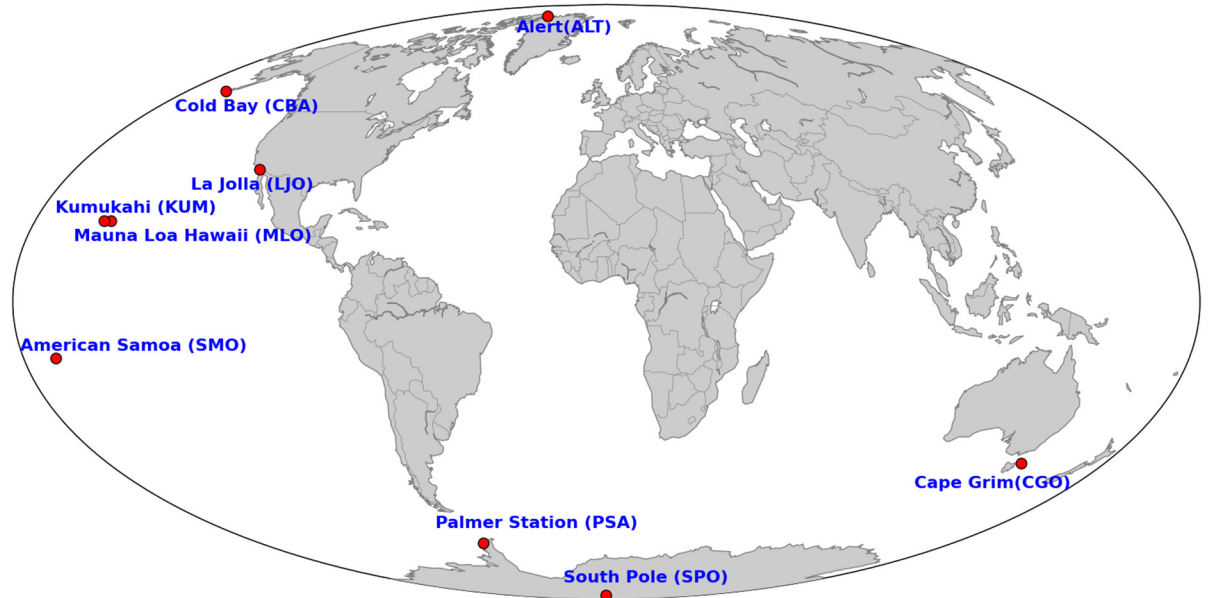 Alert(ALT)
Cold Bay (CBA)
La Jolla (LJO)
Kumukahi (KUM)
Mauna Loa Hawaii (MLO)
American Samoa (SMO)
Cape Grim(CGO)
Palmer Station (PSA)
South Pole (SPO)